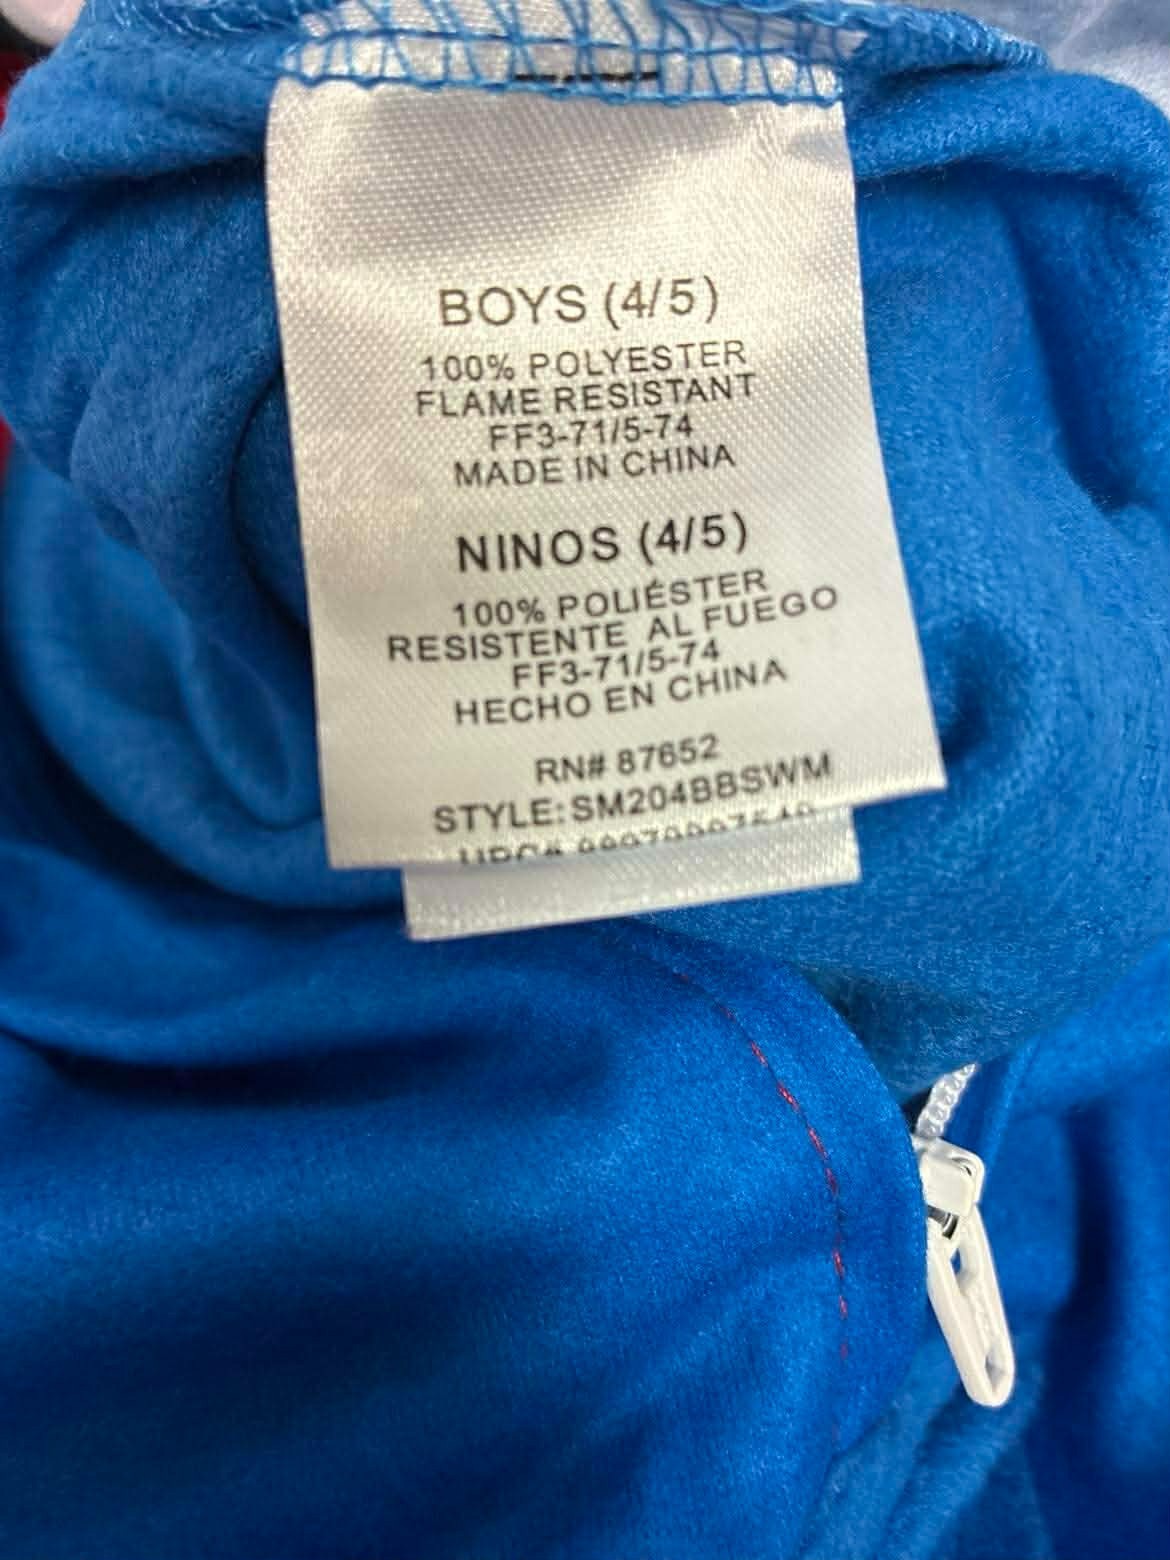 BOYS (4/5)
100% POLYESTER
FLAME RESISTANT
FF3-71/5-74
MADE IN CHINA
NINOS (4/5)
100% POLIÉSTER
RESISTENTE AL FUEGO
FF3-71/5-74
HECHO EN CHINA
RN# 87652
STYLE:SM204BBSWM
UPC#